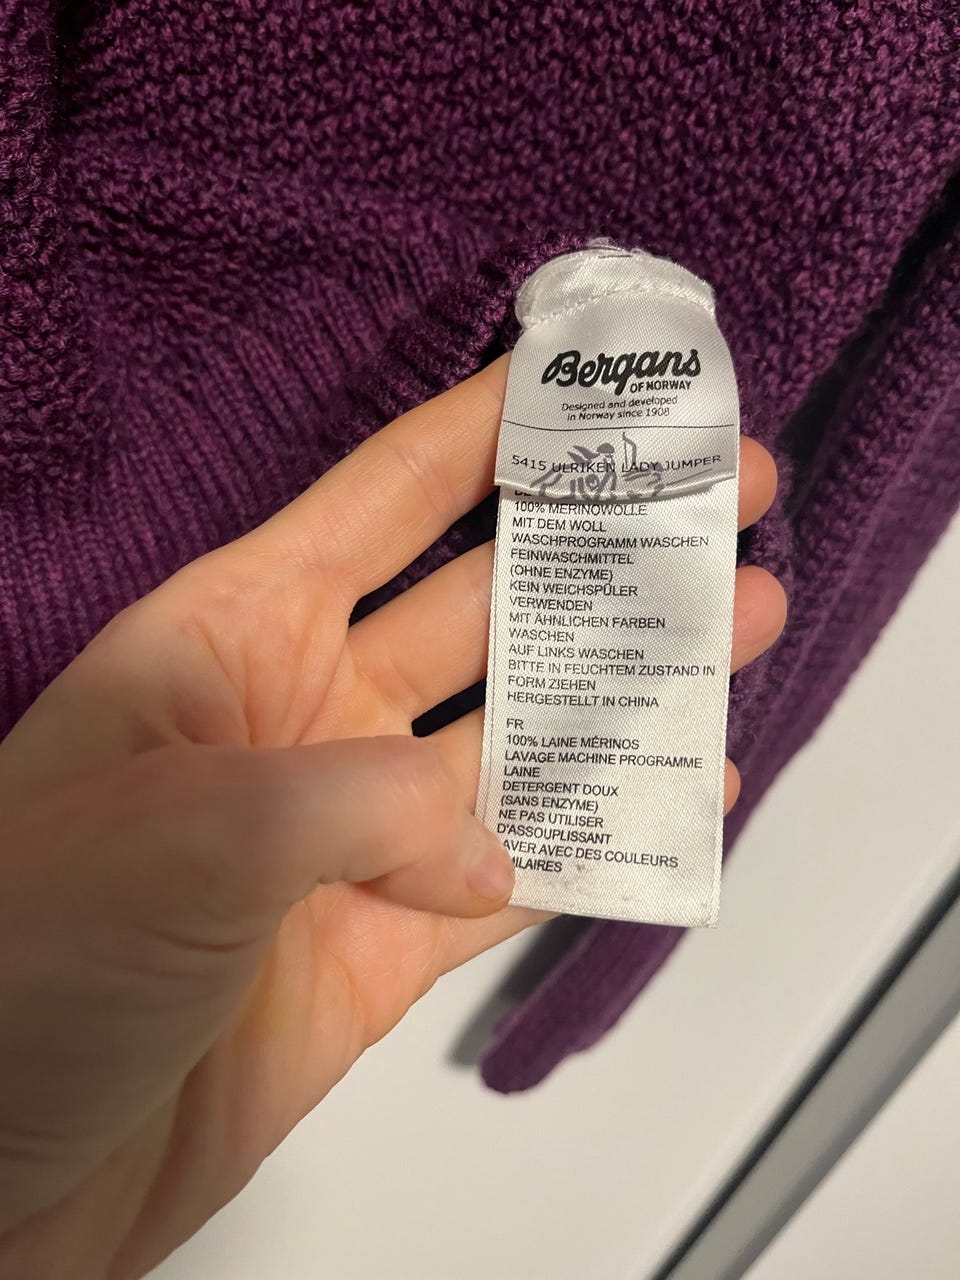 Bergans
OF NORWAY
Designed and developed
in Norway since 1908
5415 ULRIKEN LADY JUMPER
100% MERINOWOLLE
MIT DEM WOLL
WASCHPROGRAMM WASCHEN
FEINWASCHMITTEL
(OHNE ENZYME)
KEIN WEICHSPÜLER
VERWENDEN
MIT ÄHNLICHEN FARBEN
WASCHEN
AUF LINKS WASCHEN
BITTE IN FEUCHTEM ZUSTAND IN
FORM ZIEHEN
HERGESTELLT IN CHINA
FR
100% LAINE MÉRINOS
LAVAGE MACHINE PROGRAMME
LAINE
DETERGENT DOUX
(SANS ENZYME)
NE PAS UTILISER
D'ASSOUPLISSANT
AVER AVEC DES COULEURS
ILAIRES